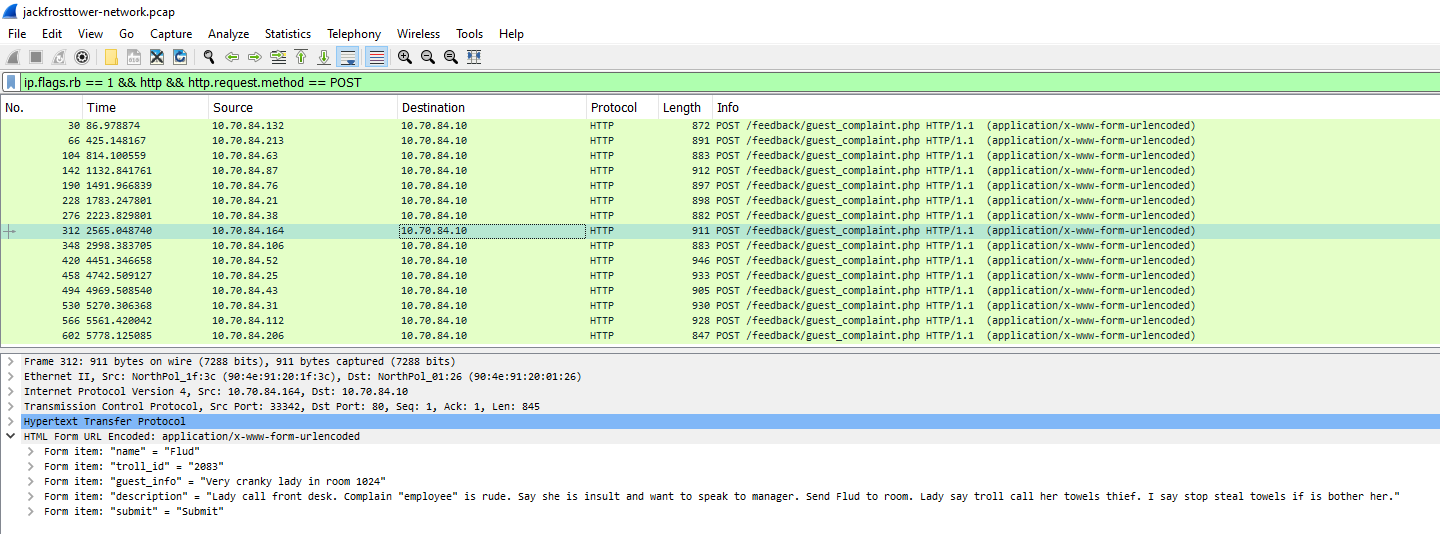 jackfrosttower-network.pcap
File Edit View Go Capture Analyze Statistics Telephony Wireless Tools Help
ip.flags.rb == 1 && http && http.request.method == POST
No. Time Source Destination Protocol Length Info
30 86.978874 10.70.84.132 10.70.84.10 HTTP 872 POST /feedback/guest_complaint.php HTTP/1.1 (application/x-www-form-urlencoded)
66 425.148167 10.70.84.213 10.70.84.10 HTTP 891 POST /feedback/guest_complaint.php HTTP/1.1 (application/x-www-form-urlencoded)
104 814.100559 10.70.84.63 10.70.84.10 HTTP 883 POST /feedback/guest_complaint.php HTTP/1.1 (application/x-www-form-urlencoded)
142 1132.841761 10.70.84.87 10.70.84.10 HTTP 912 POST /feedback/guest_complaint.php HTTP/1.1 (application/x-www-form-urlencoded)
190 1491.966839 10.70.84.76 10.70.84.10 HTTP 897 POST /feedback/guest_complaint.php HTTP/1.1 (application/x-www-form-urlencoded)
228 1783.247801 10.70.84.21 10.70.84.10 HTTP 898 POST /feedback/guest_complaint.php HTTP/1.1 (application/x-www-form-urlencoded)
276 2223.829801 10.70.84.38 10.70.84.10 HTTP 882 POST /feedback/guest_complaint.php HTTP/1.1 (application/x-www-form-urlencoded)
312 2565.048740 10.70.84.164 10.70.84.10 HTTP 911 POST /feedback/guest_complaint.php HTTP/1.1 (application/x-www-form-urlencoded)
348 2998.383705 10.70.84.106 10.70.84.10 HTTP 883 POST /feedback/guest_complaint.php HTTP/1.1 (application/x-www-form-urlencoded)
420 4451.346658 10.70.84.52 10.70.84.10 HTTP 946 POST /feedback/guest_complaint.php HTTP/1.1 (application/x-www-form-urlencoded)
458 4742.509127 10.70.84.25 10.70.84.10 HTTP 933 POST /feedback/guest_complaint.php HTTP/1.1 (application/x-www-form-urlencoded)
494 4969.508540 10.70.84.43 10.70.84.10 HTTP 905 POST /feedback/guest_complaint.php HTTP/1.1 (application/x-www-form-urlencoded)
530 5270.306368 10.70.84.31 10.70.84.10 HTTP 930 POST /feedback/guest_complaint.php HTTP/1.1 (application/x-www-form-urlencoded)
566 5561.420042 10.70.84.112 10.70.84.10 HTTP 928 POST /feedback/guest_complaint.php HTTP/1.1 (application/x-www-form-urlencoded)
602 5778.125085 10.70.84.206 10.70.84.10 HTTP 847 POST /feedback/guest_complaint.php HTTP/1.1 (application/x-www-form-urlencoded)
Frame 312: 911 bytes on wire (7288 bits), 911 bytes captured (7288 bits)
Ethernet II, Src: NorthPol_1f:3c (90:4e:91:20:1f:3c), Dst: NorthPol_01:26 (90:4e:91:20:01:26)
Internet Protocol Version 4, Src: 10.70.84.164, Dst: 10.70.84.10
Transmission Control Protocol, Src Port: 33342, Dst Port: 80, Seq: 1, Ack: 1, Len: 845
Hypertext Transfer Protocol
HTML Form URL Encoded: application/x-www-form-urlencoded
Form item: "name" = "Flud"
Form item: "troll_id" = "2083"
Form item: "guest_info" = "Very cranky lady in room 1024"
Form item: "description" = "Lady call front desk. Complain "employee" is rude. Say she is insult and want to speak to manager. Send Flud to room. Lady say troll call her towels thief. I say stop steal towels if is bother her."
Form item: "submit" = "Submit"